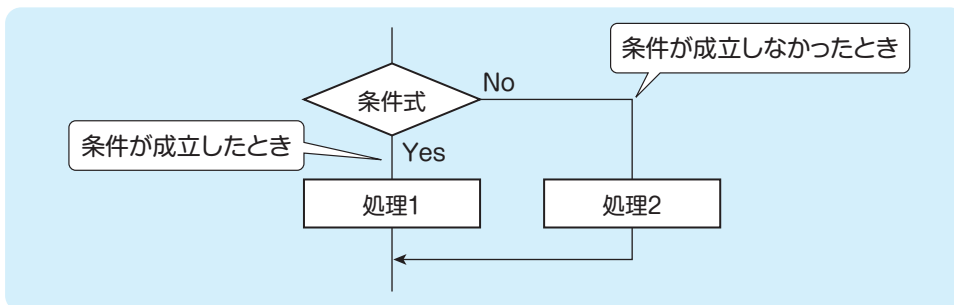 条件が成立しなかったとき
No
条件式
条件が成立したとき
Yes
処理1
処理2